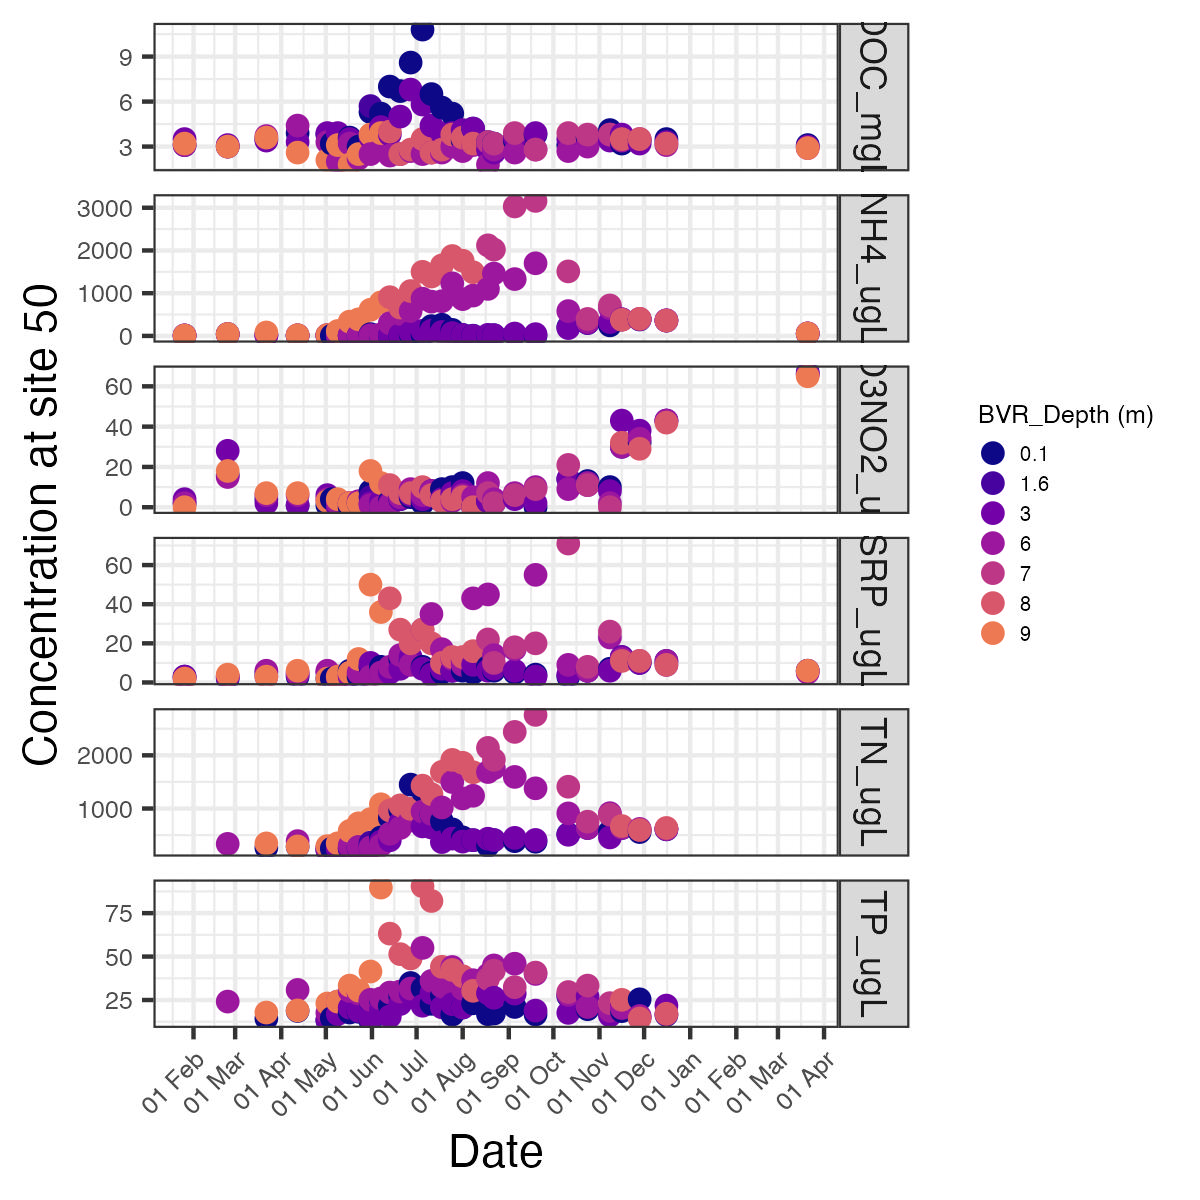 Concentration at site 50
9
6
3
DOC_mgL
3000
2000
1000
0
NH4_ugL
60
40
20
0
O3NO2_u
60
40
20
0
SRP_ugL
2000
1000
TN_ugL
75
50
25
TP_ugL
01 Feb
01 Mar
01 Apr
01 May
01 Jun
01 Jul
01 Aug
01 Sep
01 Oct
01 Nov
01 Dec
01 Jan
01 Feb
01 Mar
01 Apr
Date
BVR_Depth (m)
0.1
1.6
3
6
7
8
9